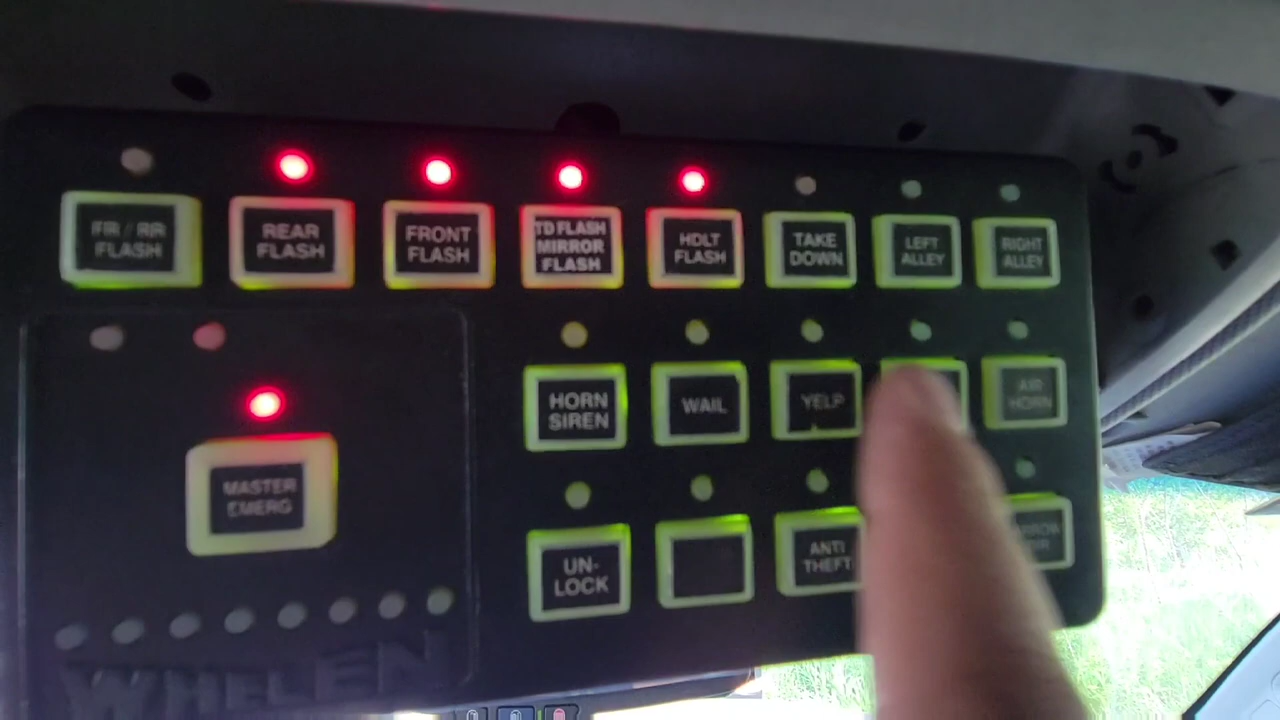 FR / RR
FLASH
REAR
FLASH
FRONT
FLASH
TD FLASH
MIRROR
FLASH
HDLT
FLASH
TAKE
DOWN
LEFT
ALLEY
RIGHT
ALLEY
HORN
SIREN
WAIL
YELP
AIR
HORN
MASTER
EMERG
UN-
LOCK
ANTI
THEFT
WHELEN